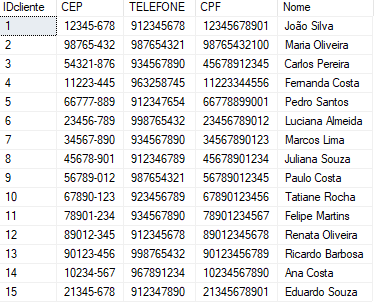 IDcliente CEP TELEFONE CPF Nome
1 12345-678 912345678 12345678901 João Silva
2 98765-432 987654321 98765432100 Maria Oliveira
3 54321-876 934567890 45678912345 Carlos Pereira
4 11223-445 963258745 11223344556 Fernanda Costa
5 66777-889 912347654 66778899001 Pedro Santos
6 23456-789 998765432 23456789012 Luciana Almeida
7 34567-890 934567890 34567890123 Marcos Lima
8 45678-901 912346789 45678901234 Juliana Souza
9 56789-012 987654321 56789012345 Paulo Costa
10 67890-123 923456789 67890123456 Tatiane Rocha
11 78901-234 934567890 78901234567 Felipe Martins
12 89012-345 912345678 89012345678 Renata Oliveira
13 90123-456 998765432 90123456789 Ricardo Barbosa
14 10234-567 967891234 10234567890 Ana Costa
15 21345-678 912347890 21345678901 Eduardo Souza